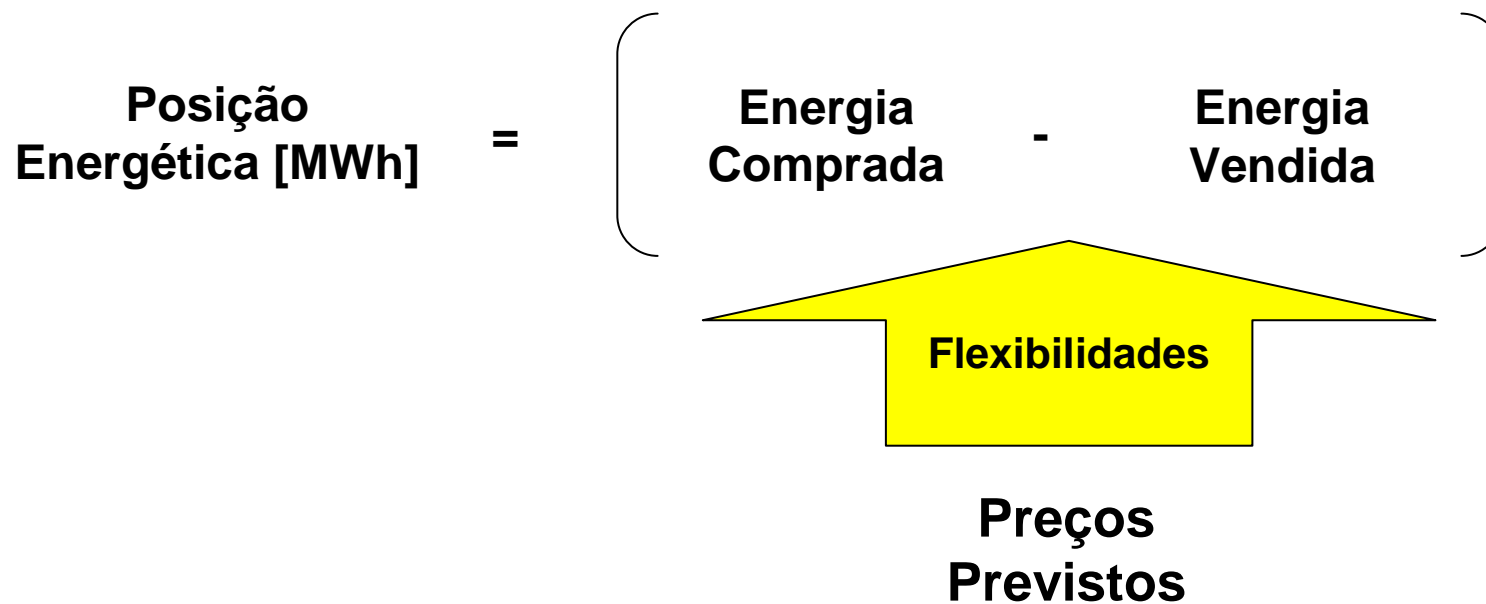 Posição
Energética [MWh]
=
Energia
Comprada
-
Energia
Vendida
Flexibilidades
Preços
Previstos